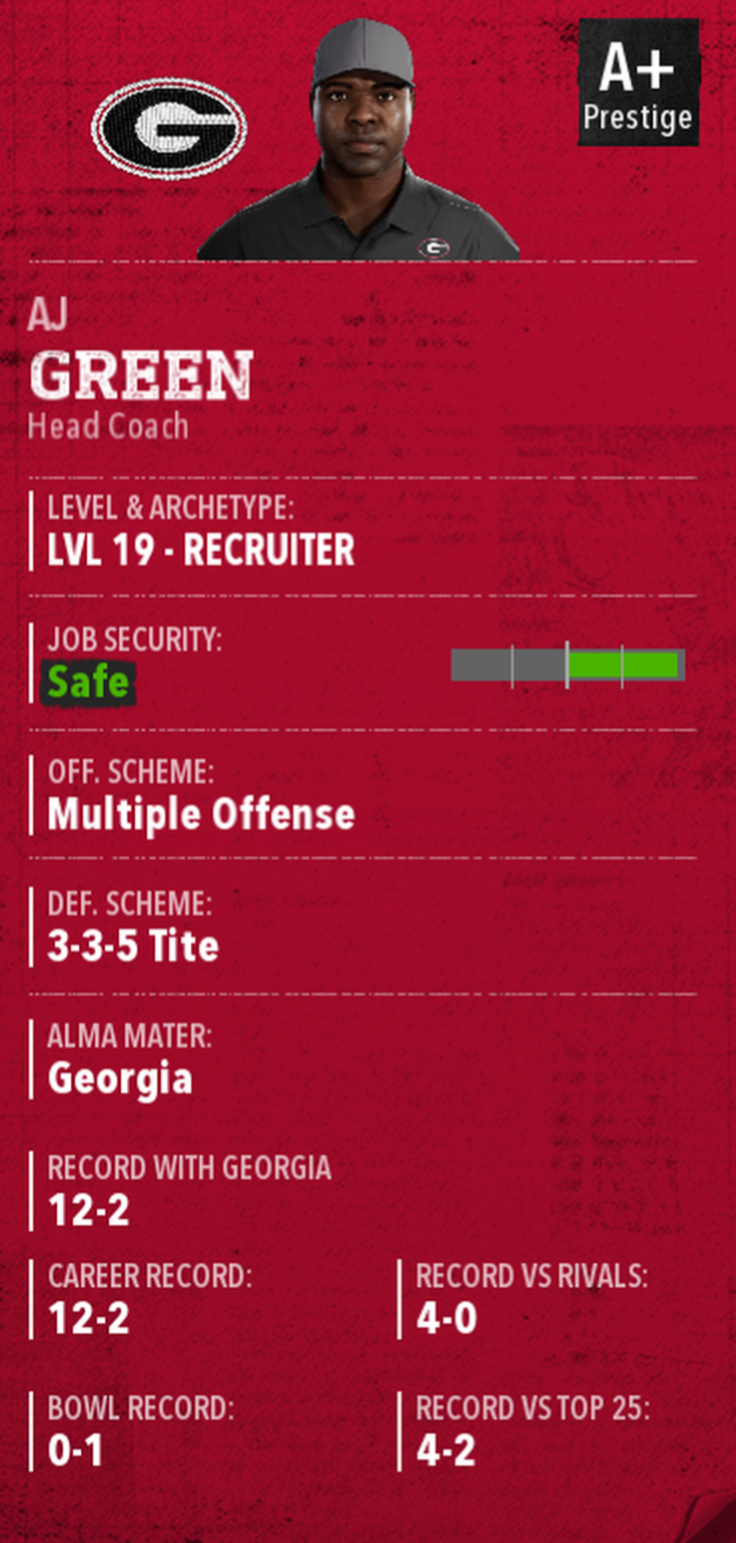 G
A+
Prestige
G
AJ
GREEN
Head Coach
LEVEL & ARCHETYPE:
LVL 19 - RECRUITER
JOB SECURITY:
Safe
OFF. SCHEME:
Multiple Offense
DEF. SCHEME:
3-3-5 Tite
ALMA MATER:
Georgia
RECORD WITH GEORGIA
12-2
CAREER RECORD:
12-2
RECORD VS RIVALS:
4-0
BOWL RECORD:
0-1
RECORD VS TOP 25:
4-2